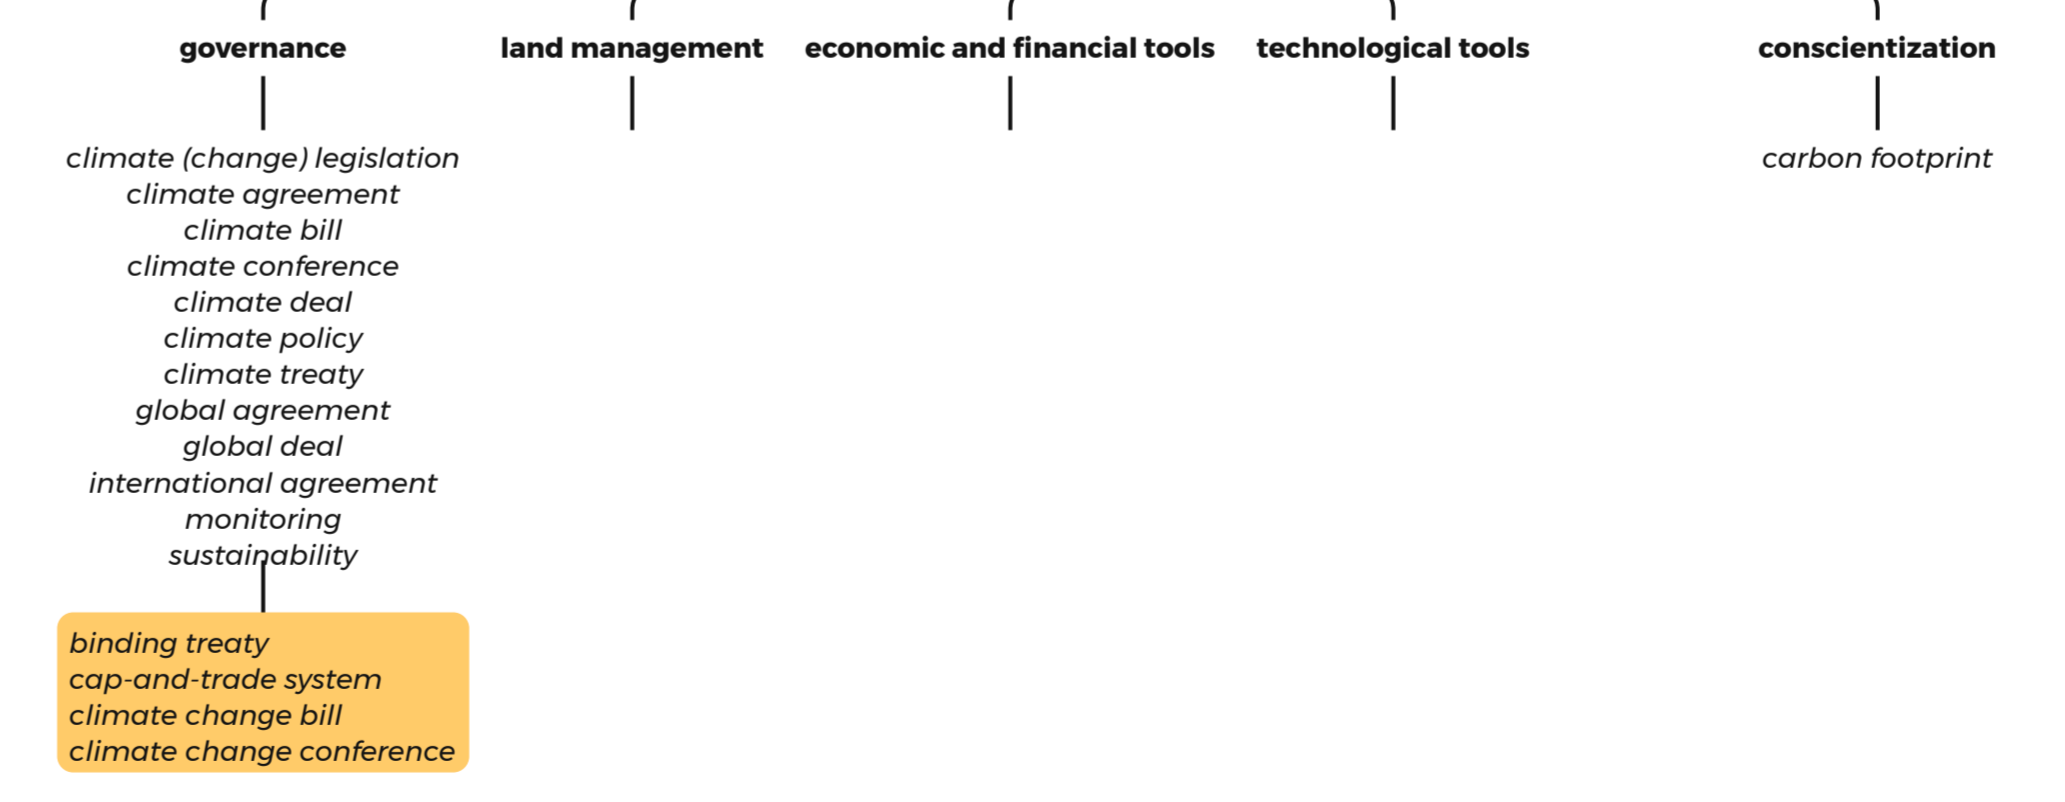 governance
land management
economic and financial tools
technological tools
conscientization
climate (change) legislation
climate agreement
climate bill
climate conference
climate deal
climate policy
climate treaty
global agreement
global deal
international agreement
monitoring
sustainability
carbon footprint
binding treaty
cap-and-trade system
climate change bill
climate change conference